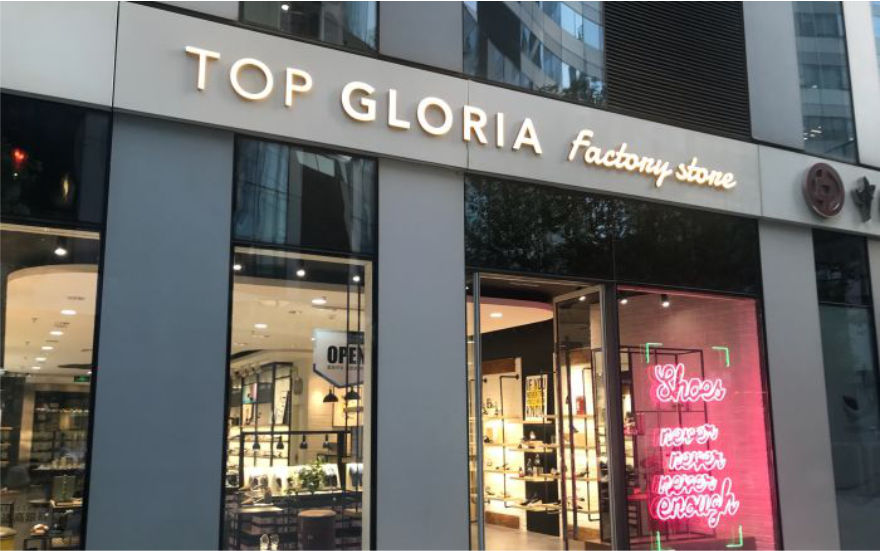 TOP GLORIA factory store
OPEN
Shoes
never
never
never
enough